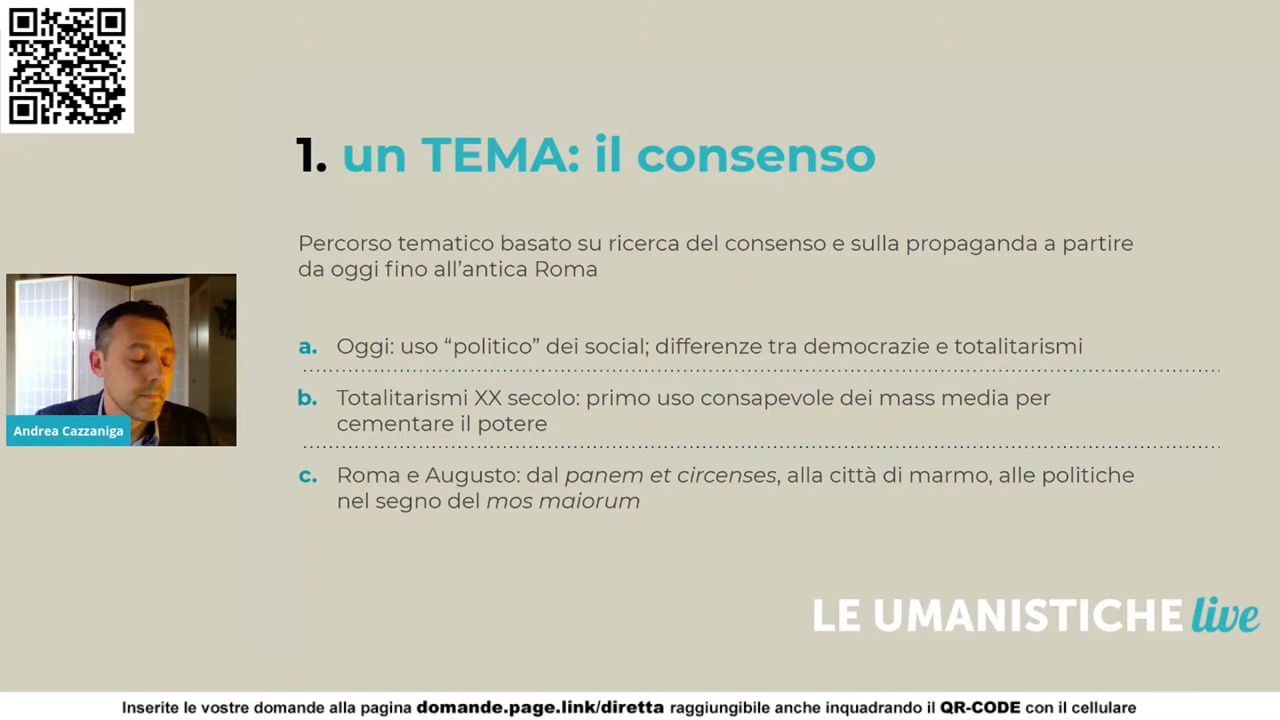 1. un TEMA: il consenso
Percorso tematico basato su ricerca del consenso e sulla propaganda a partire
da oggi fino all’antica Roma
a. Oggi: uso “politico” dei social; differenze tra democrazie e totalitarismi
b. Totalitarismi XX secolo: primo uso consapevole dei mass media per
cementare il potere
c. Roma e Augusto: dal panem et circenses, alla città di marmo, alle politiche
nel segno del mos maiorum
Andrea Cazzaniga
LE UMANISTICHE live
Inserite le vostre domande alla pagina domande.page.link/diretta raggiungibile anche inquadrando il QR-CODE con il cellulare